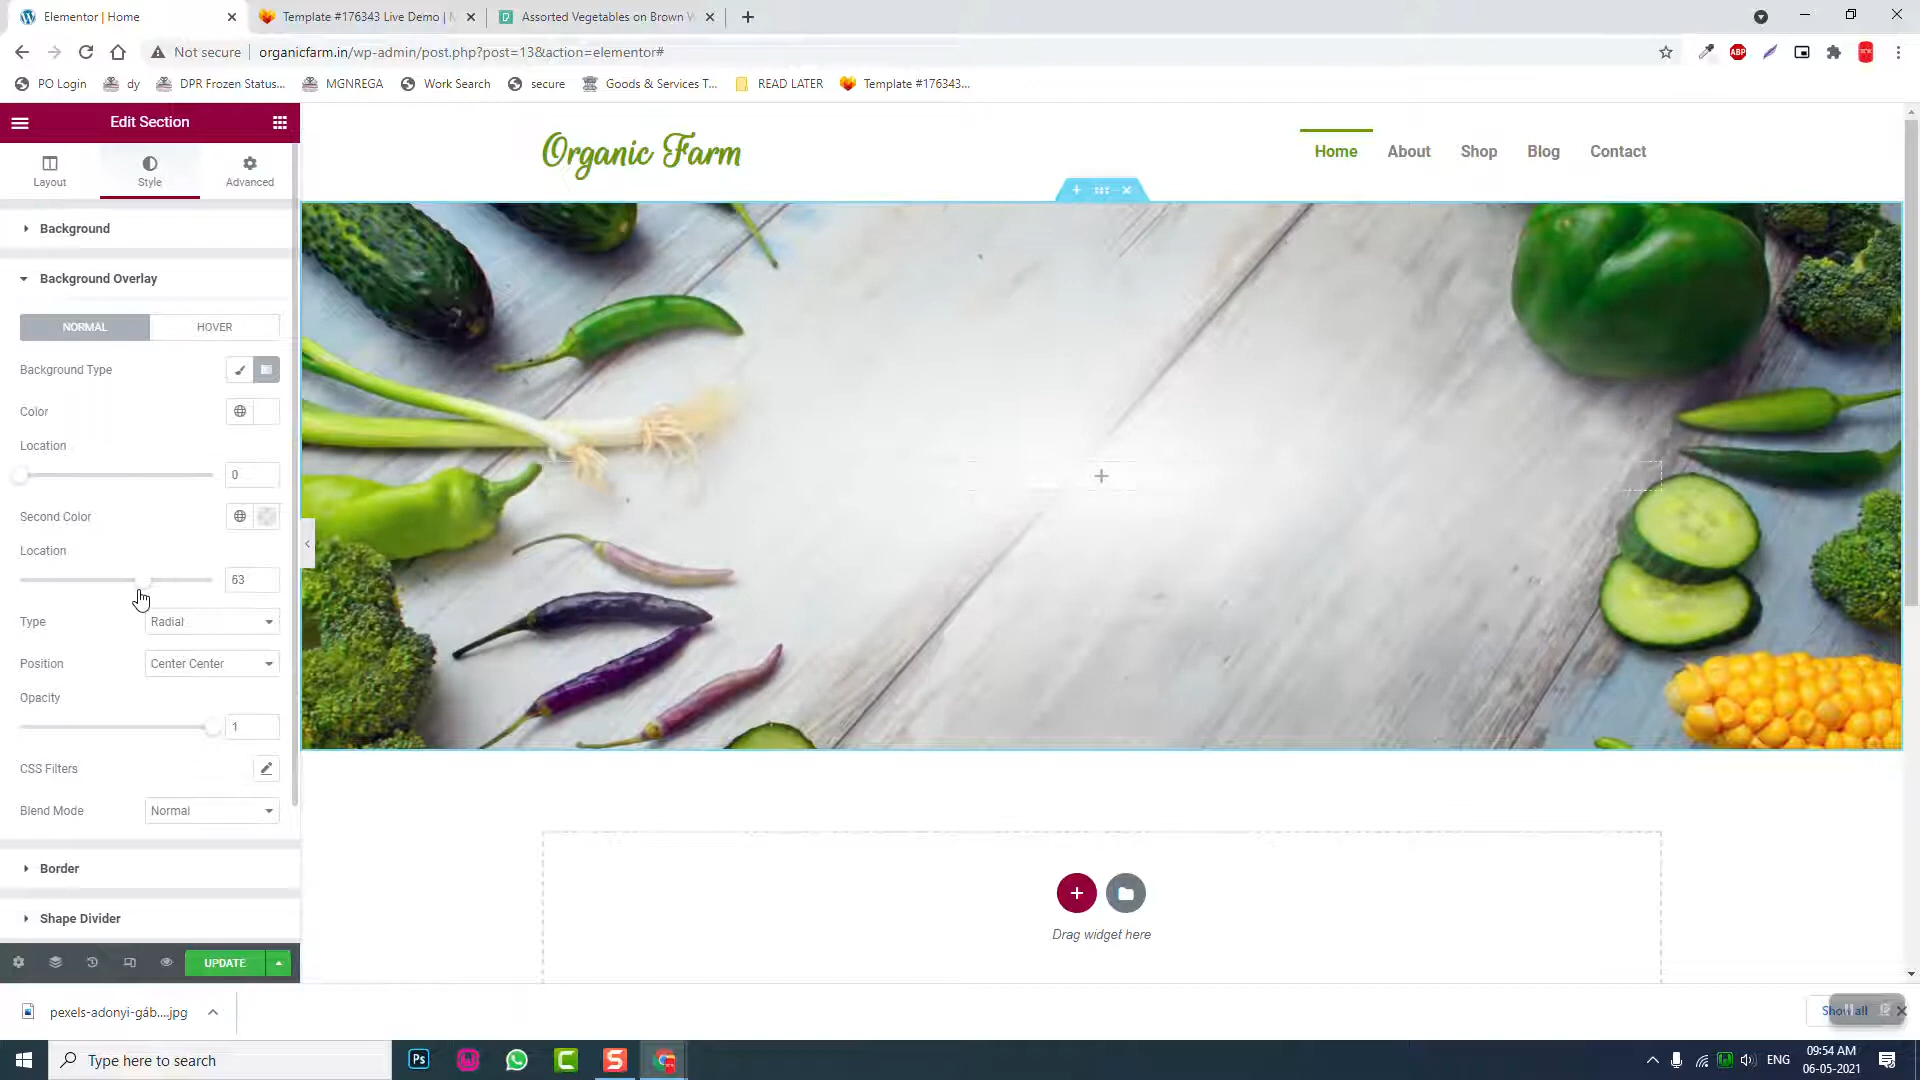 Elementor | Home
Template #176343 Live Demo | M
Assorted Vegetables on Brown W
Not secure
organicfarm.in/wp-admin/post.php?post=13&action=elementor#
ABP
PO Login
dy
DPR Frozen Status...
MGNREGA
Work Search
secure
Goods & Services T...
READ LATER
Template #176343...
Edit Section
Layout
Style
Advanced
Organic Farm
Home
About
Shop
Blog
Contact
Background
Background Overlay
NORMAL
HOVER
Background Type
Color
Location
0
Second Color
Location
63
Type
Radial
Position
Center Center
Opacity
1
CSS Filters
Blend Mode
Normal
Border
Shape Divider
Drag widget here
UPDATE
pexels-adonyi-gáb....jpg
Show all
Type here to search
Ps
ENG
09:54 AM
06-05-2021